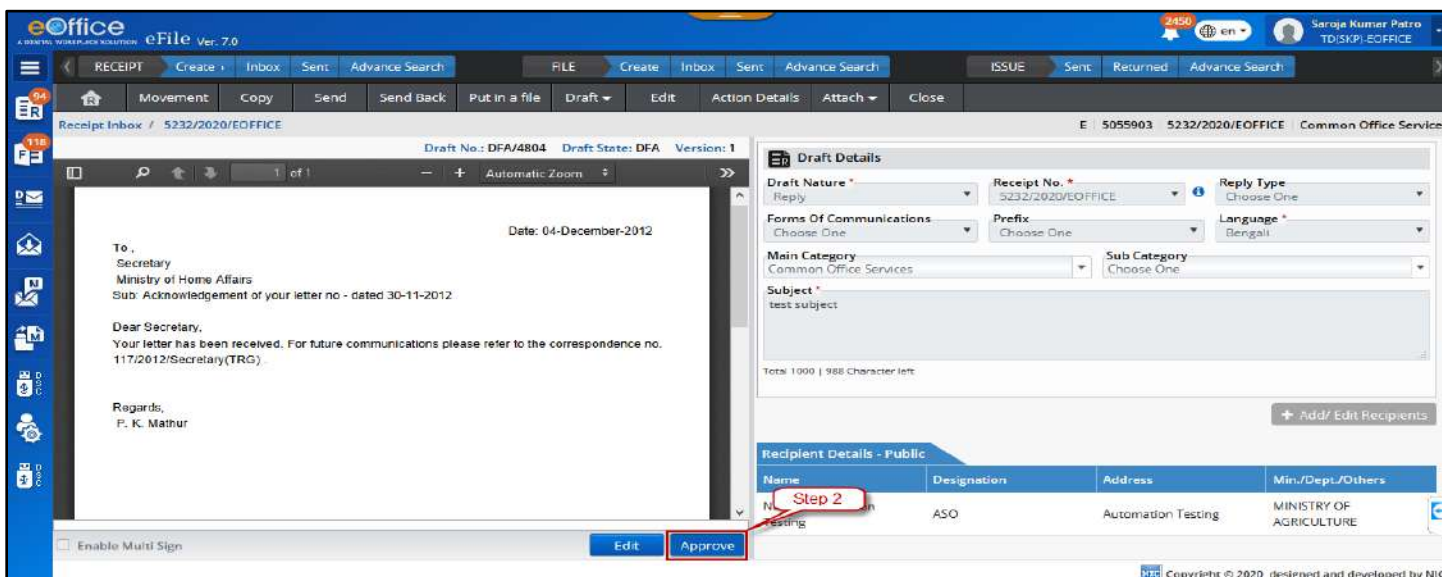 eOffice
A DIGITAL WORKPLACE SOLUTION eFile Ver. 7.0
2450 en Saroja Kumar Patro
TD(SKP)-EOFFICE
RECEIPT Create Inbox Sent Advance Search FILE Create Inbox Sent Advance Search ISSUE Sent Returned Advance Search
Movement Copy Send Send Back Put in a file Draft Edit Action Details Attach Close
94
R
118
F
D
N
M
DSC
DSC
Receipt Inbox / 5232/2020/EOFFICE E 5055903 5232/2020/EOFFICE Common Office Service
Draft No.: DFA/4804 Draft State: DFA Version: 1
1 of 1 Automatic Zoom
Date: 04-December-2012
To ,
Secretary
Ministry of Home Affairs
Sub: Acknowledgement of your letter no - dated 30-11-2012
Dear Secretary,
Your letter has been received. For future communications please refer to the correspondence no.
117/2012/Secretary(TRG) .
Regards,
P. K. Mathur
Enable Multi Sign Edit Approve
Step 2
Draft Details
Draft Nature * Receipt No. * Reply Type
Reply 5232/2020/EOFFICE Choose One
Forms Of Communications Prefix Language *
Choose One Choose One Bengali
Main Category Sub Category
Common Office Services Choose One
Subject *
test subject
Total 1000 | 988 Character left
+ Add/ Edit Recipients
Recipient Details - Public
Name Designation Address Min./Dept./Others
Testing ASO Automation Testing MINISTRY OF
AGRICULTURE
NIC Copyright © 2020, designed and developed by NIC